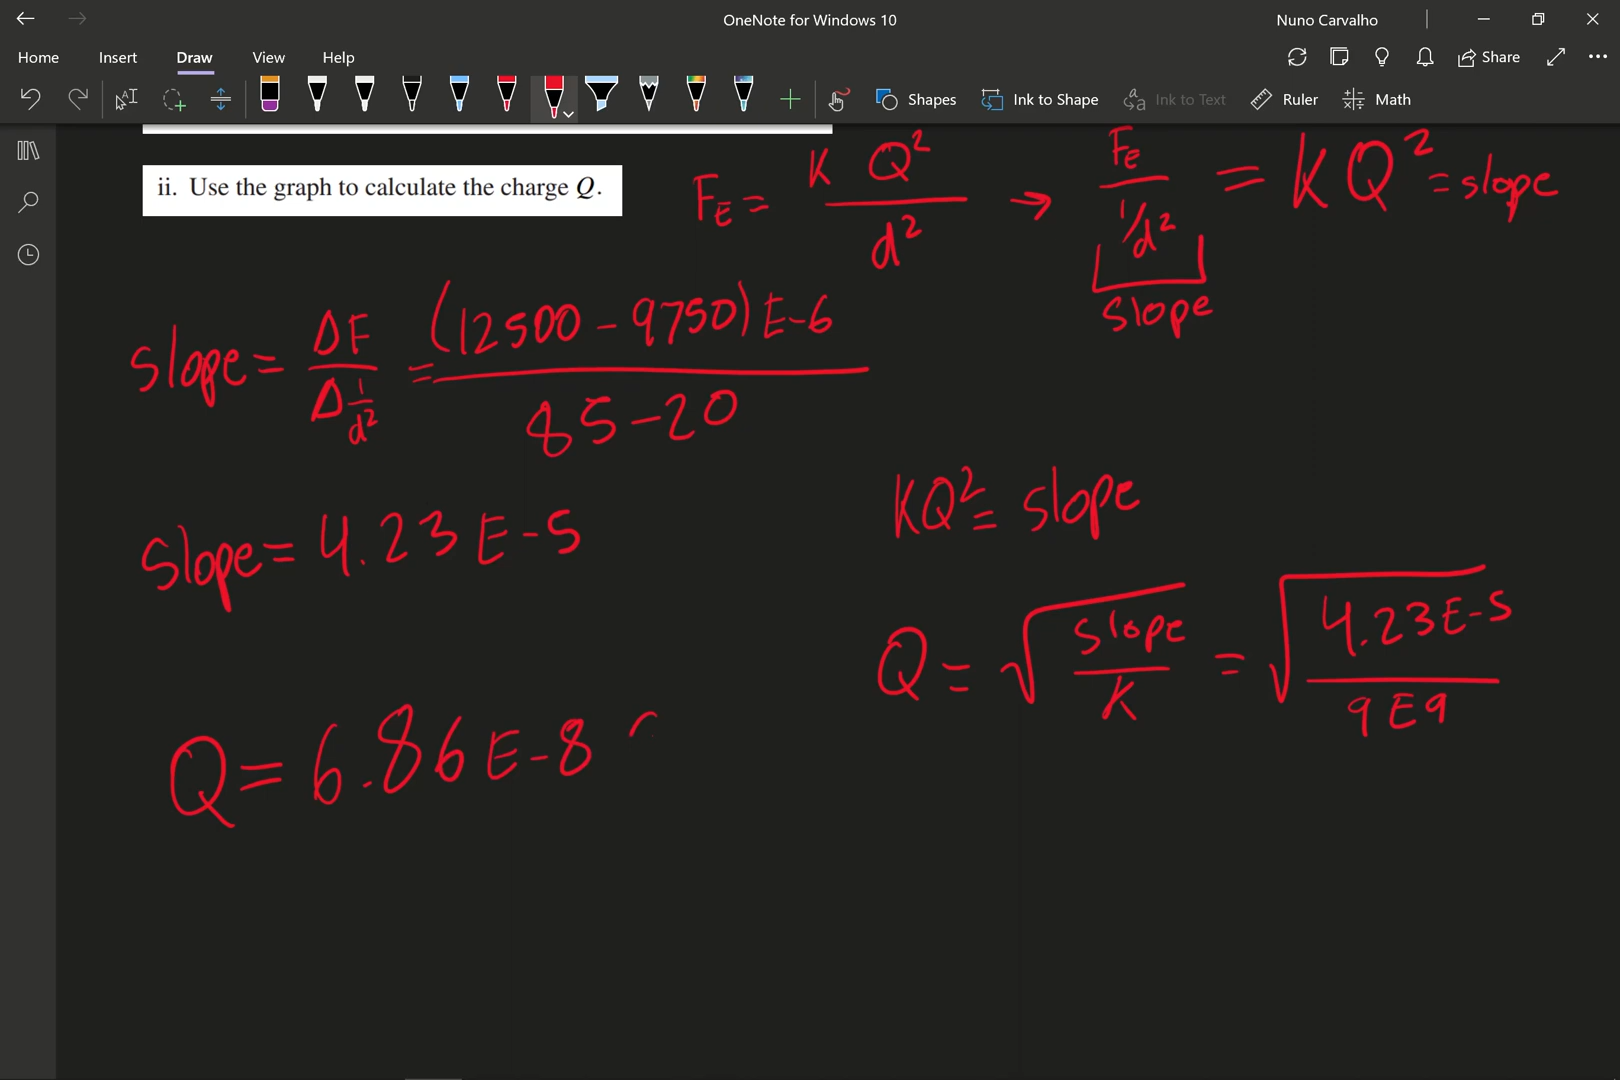 OneNote for Windows 10
Nuno Carvalho
Home Insert Draw View Help
Share
Shapes Ink to Shape Ink to Text Ruler Math
ii. Use the graph to calculate the charge Q.
F_E = K Q² / d² → F_E / (1/d²) = KQ² = slope
slope
slope = ΔF / Δ(1/d²) = (12500 - 9750) E-6 / 85-20
slope = 4.23 E-5
KQ² = slope
Q = √(slope / K) = √(4.23E-5 / 9E9)
Q = 6.86 E-8